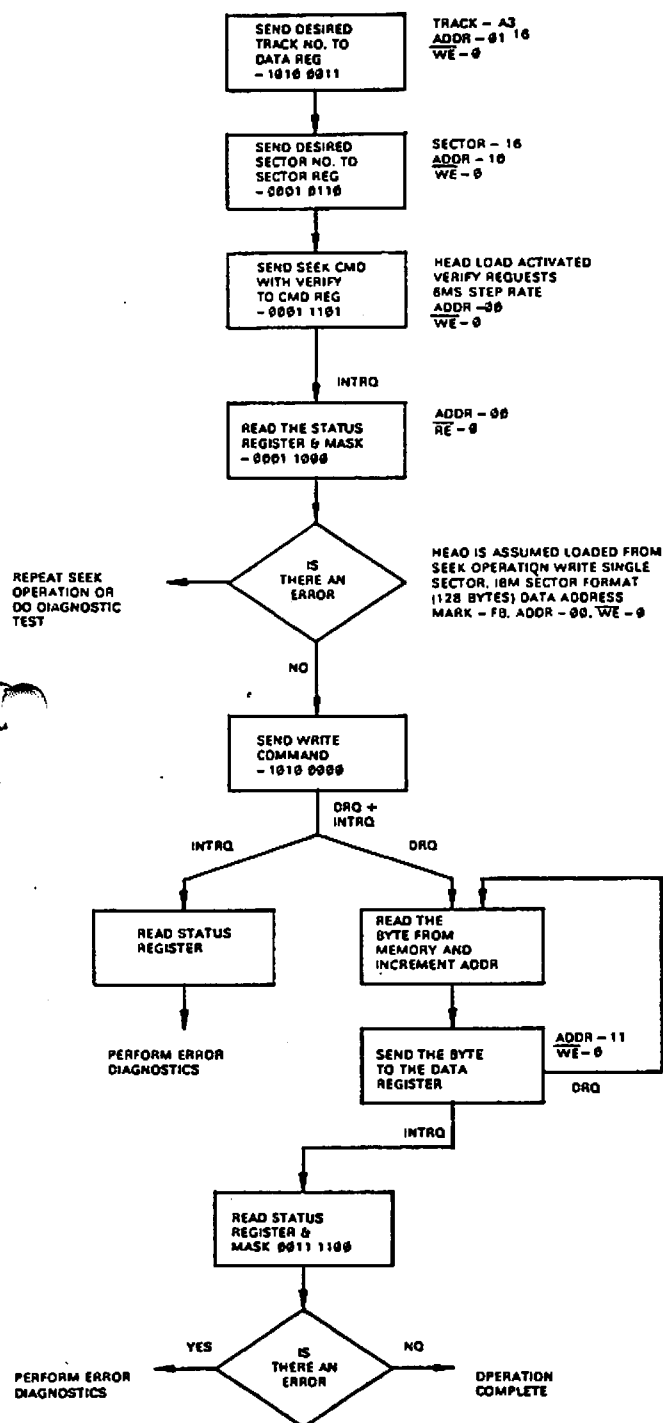 SEND DESIRED
TRACK NO. TO
DATA REG
-1010 0011
TRACK - A3
ADDR - 01 16
WE - 0
SEND DESIRED
SECTOR NO. TO
SECTOR REG
-0001 0110
SECTOR - 16
ADDR - 10
WE - 0
SEND SEEK CMD
WITH VERIFY
TO CMD REG
-0001 1101
HEAD LOAD ACTIVATED
VERIFY REQUESTS
6MS STEP RATE
ADDR - 00
WE - 0
INTRQ
READ THE STATUS
REGISTER & MASK
-0001 1000
ADDR - 00
RE - 0
IS
THERE AN
ERROR
REPEAT SEEK
OPERATION OR
DO DIAGNOSTIC
TEST
HEAD IS ASSUMED LOADED FROM
SEEK OPERATION WRITE SINGLE
SECTOR, IBM SECTOR FORMAT
(128 BYTES) DATA ADDRESS
MARK - FB, ADDR - 00, WE - 0
NO
SEND WRITE
COMMAND
-1010 0000
DRQ +
INTRQ
INTRQ
DRQ
READ STATUS
REGISTER
READ THE
BYTE FROM
MEMORY AND
INCREMENT ADDR
PERFORM ERROR
DIAGNOSTICS
SEND THE BYTE
TO THE DATA
REGISTER
ADDR - 11
WE - 0
DRQ
INTRQ
READ STATUS
REGISTER &
MASK 0011 1100
YES
IS
THERE AN
ERROR
NO
PERFORM ERROR
DIAGNOSTICS
OPERATION
COMPLETE